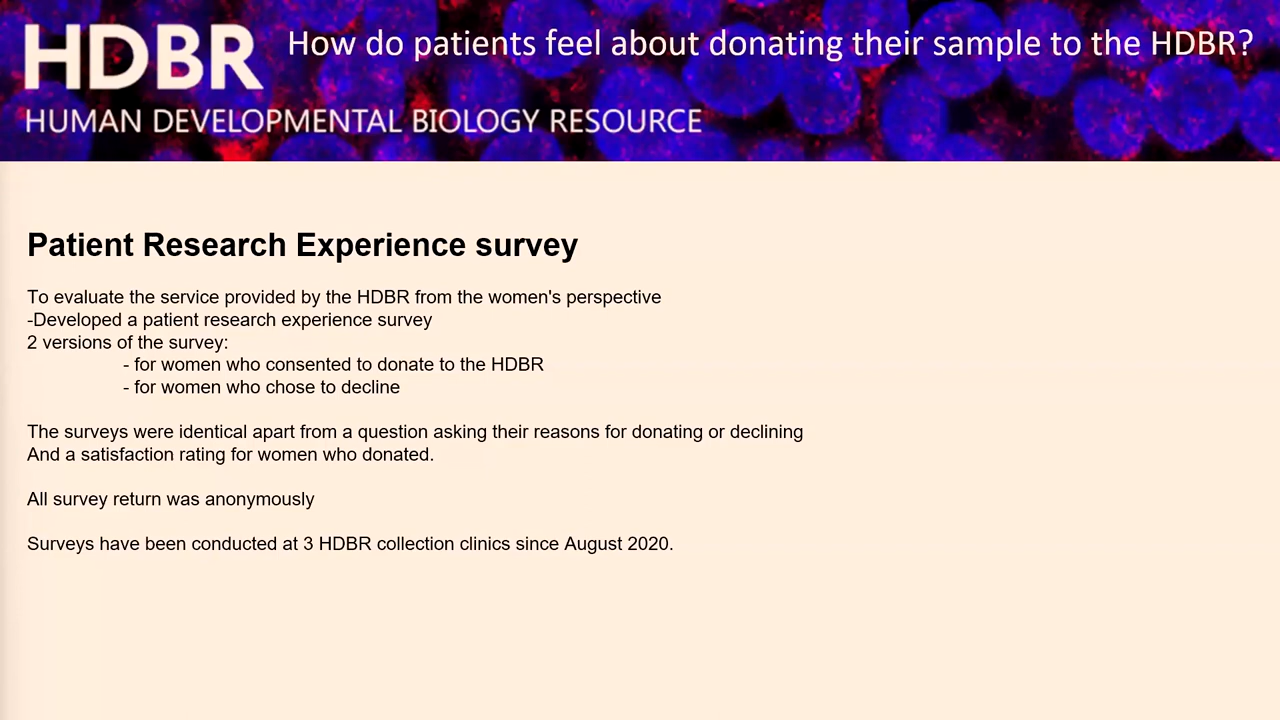 HDBR
How do patients feel about donating their sample to the HDBR?
HUMAN DEVELOPMENTAL BIOLOGY RESOURCE
Patient Research Experience survey
To evaluate the service provided by the HDBR from the women's perspective
-Developed a patient research experience survey
2 versions of the survey:
- for women who consented to donate to the HDBR
- for women who chose to decline
The surveys were identical apart from a question asking their reasons for donating or declining
And a satisfaction rating for women who donated.
All survey return was anonymously
Surveys have been conducted at 3 HDBR collection clinics since August 2020.